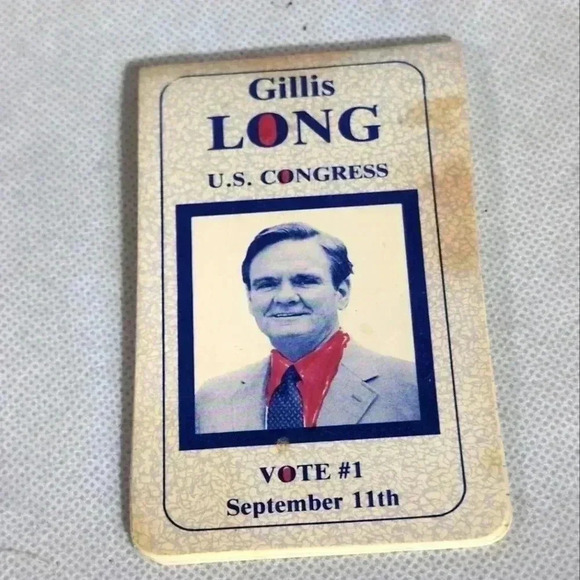 Gillis
LONG
U.S. CONGRESS
VOTE #1
September 11th